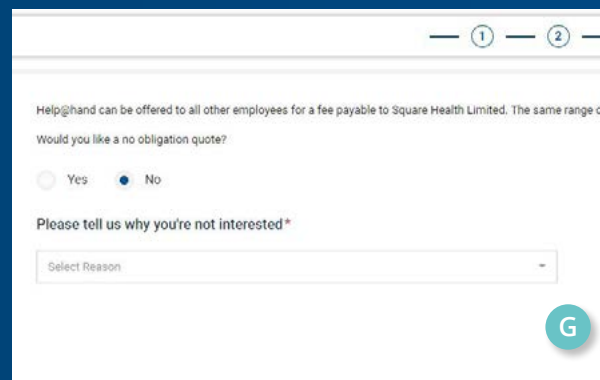 1 2
Help@hand can be offered to all other employees for a fee payable to Square Health Limited. The same range
Would you like a no obligation quote?
Yes No
Please tell us why you're not interested*
Select Reason
G